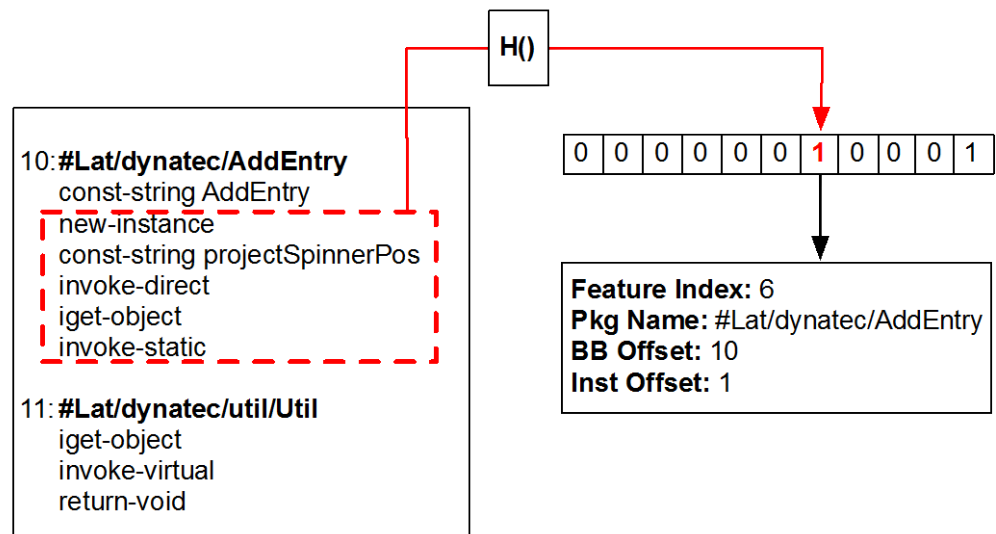 H()
10: #Lat/dynatec/AddEntry
const-string AddEntry
new-instance
const-string projectSpinnerPos
invoke-direct
iget-object
invoke-static
11: #Lat/dynatec/util/Util
iget-object
invoke-virtual
return-void
0 0 0 0 0 0 1 0 0 0 1
Feature Index: 6
Pkg Name: #Lat/dynatec/AddEntry
BB Offset: 10
Inst Offset: 1